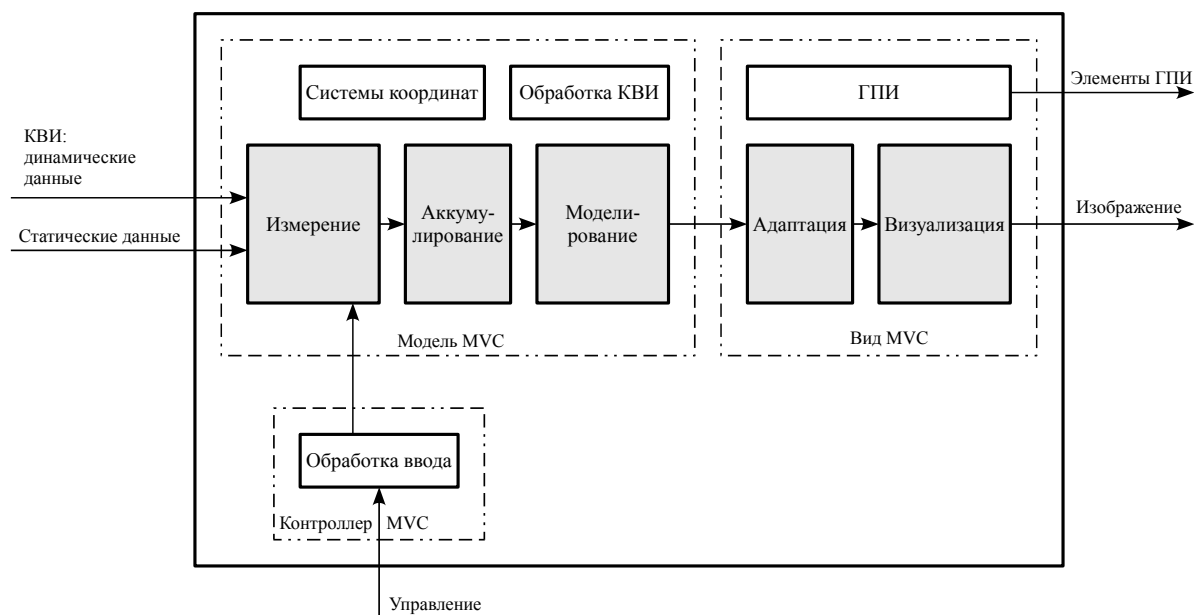 Системы координат
Обработка КВИ
ГПИ
Элементы ГПИ
КВИ:
динамические
данные
Статические данные
Измерение
Аккуму-
лирование
Модели-
рование
Адаптация
Визуализация
Изображение
Модель MVC
Вид MVC
Обработка ввода
Контроллер MVC
Управление